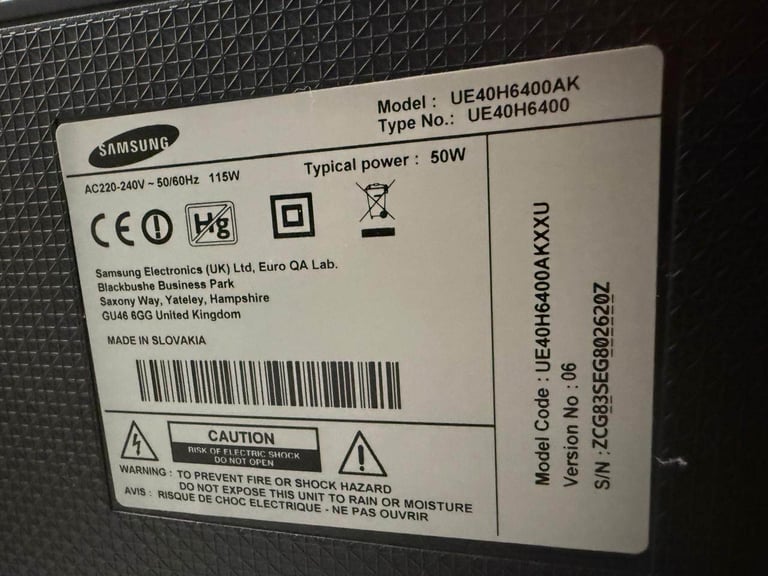 SAMSUNG
Model : UE40H6400AK
Type No.: UE40H6400
AC220-240V ~ 50/60Hz 115W
Typical power : 50W
CE
Hg
Samsung Electronics (UK) Ltd, Euro QA Lab.
Blackbushe Business Park
Saxony Way, Yateley, Hampshire
GU46 6GG United Kingdom
MADE IN SLOVAKIA
CAUTION
RISK OF ELECTRIC SHOCK
DO NOT OPEN
WARNING : TO PREVENT FIRE OR SHOCK HAZARD
DO NOT EXPOSE THIS UNIT TO RAIN OR MOISTURE
AVIS : RISQUE DE CHOC ELECTRIQUE - NE PAS OUVRIR
Model Code : UE40H6400AKXXU
Version No : 06
S/N : ZCG83SEG802620Z